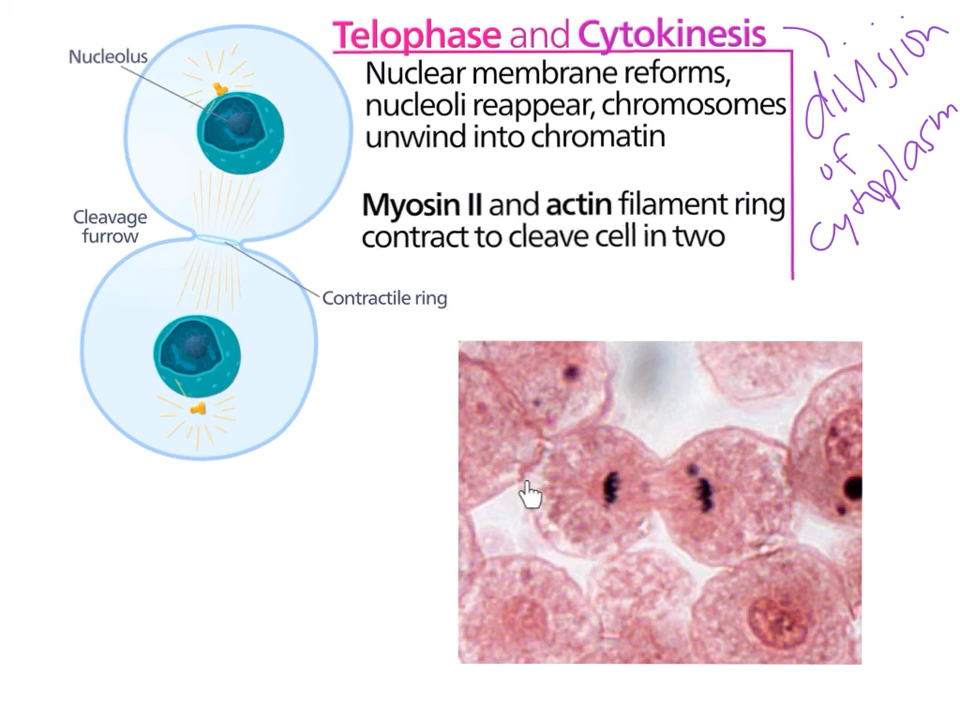 Telophase and Cytokinesis
Nucleolus
Nuclear membrane reforms,
nucleoli reappear, chromosomes
unwind into chromatin
Myosin II and actin filament ring
contract to cleave cell in two
Cleavage
furrow
Contractile ring
division
of
cytoplasm